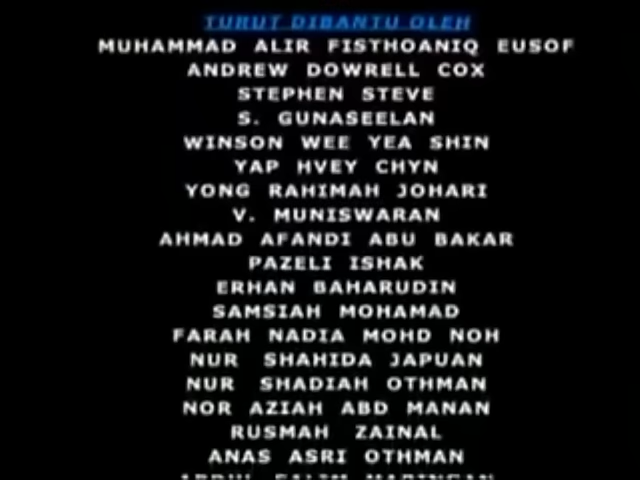 TURUT DIBANTU OLEH
MUHAMMAD ALIR FISTHOANIQ EUSOF
ANDREW DOWRELL COX
STEPHEN STEVE
S. GUNASEELAN
WINSON WEE YEA SHIN
YAP HVEY CHYN
YONG RAHIMAH JOHARI
V. MUNISWARAN
AHMAD AFANDI ABU BAKAR
PAZELI ISHAK
ERHAN BAHARUDIN
SAMSIAH MOHAMAD
FARAH NADIA MOHD NOH
NUR SHAHIDA JAPUAN
NUR SHADIAH OTHMAN
NOR AZIAH ABD MANAN
RUSMAH ZAINAL
ANAS ASRI OTHMAN